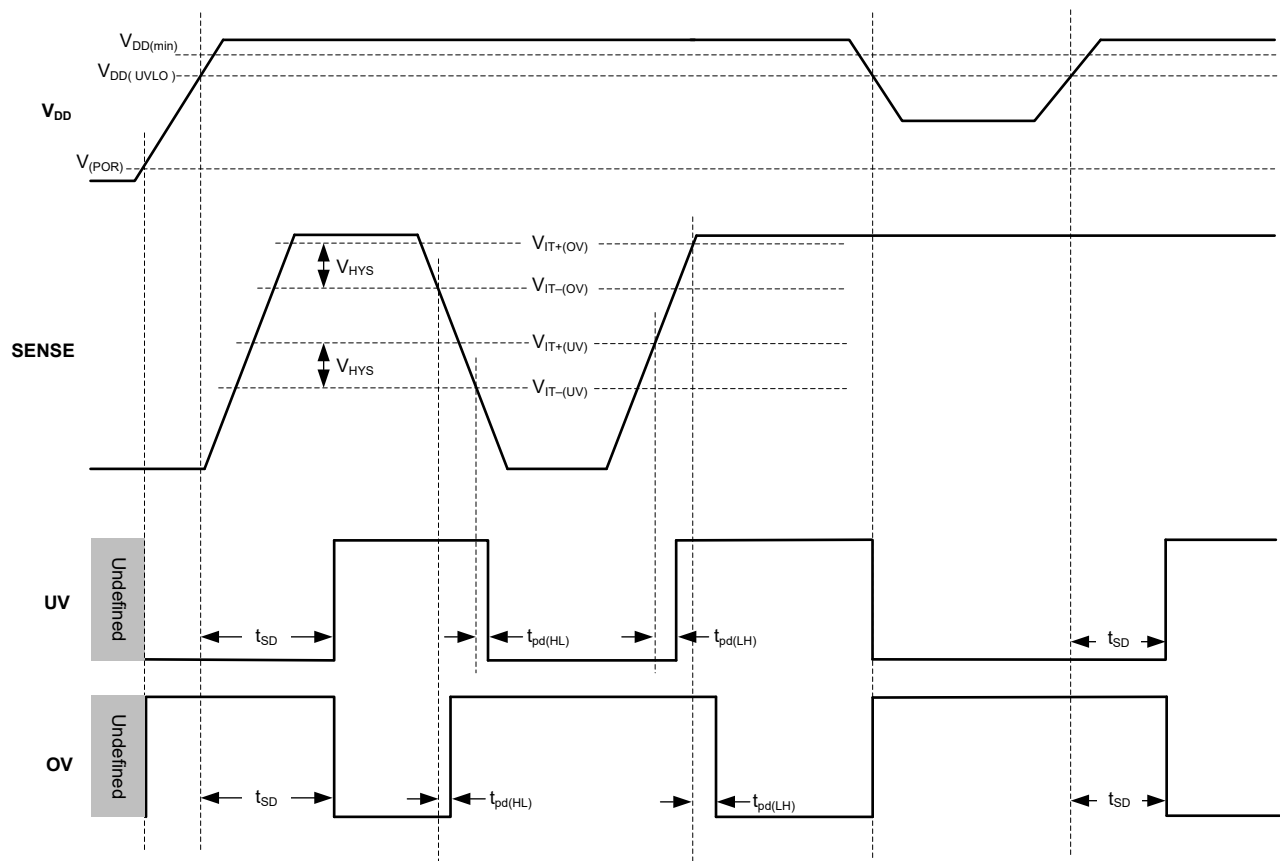 V_DD(min)
V_DD( UVLO )
V_DD
V_(POR)
V_IT+(OV)
V_HYS
V_IT–(OV)
SENSE
V_IT+(UV)
V_HYS
V_IT–(UV)
Undefined
UV
t_SD
t_pd(HL)
t_pd(LH)
t_SD
Undefined
OV
t_SD
t_pd(HL)
t_pd(LH)
t_SD